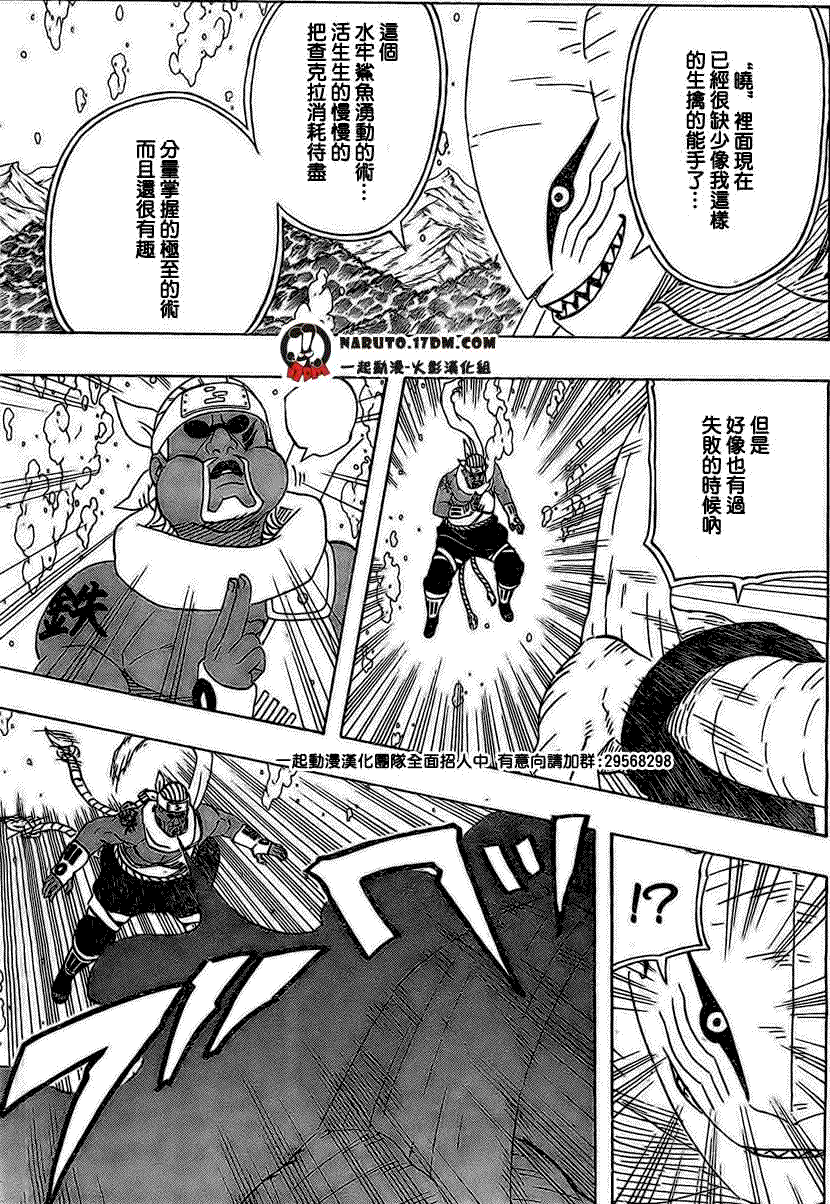 “曉”裡面現在
已經很缺少像我這樣
的生擒的能手了…
這個
水牢鯊魚湧動的術…
活生生的慢慢的
把查克拉消耗待盡
分量掌握的極至的術
而且還很有趣
NARUTO.17DM.COM
一起動漫-火影漢化組
17DM
但是
好像也有過
失敗的時候吶
鉄
一起動漫漢化團隊全面招人中 有意向請加群:29568298
!?
グググ